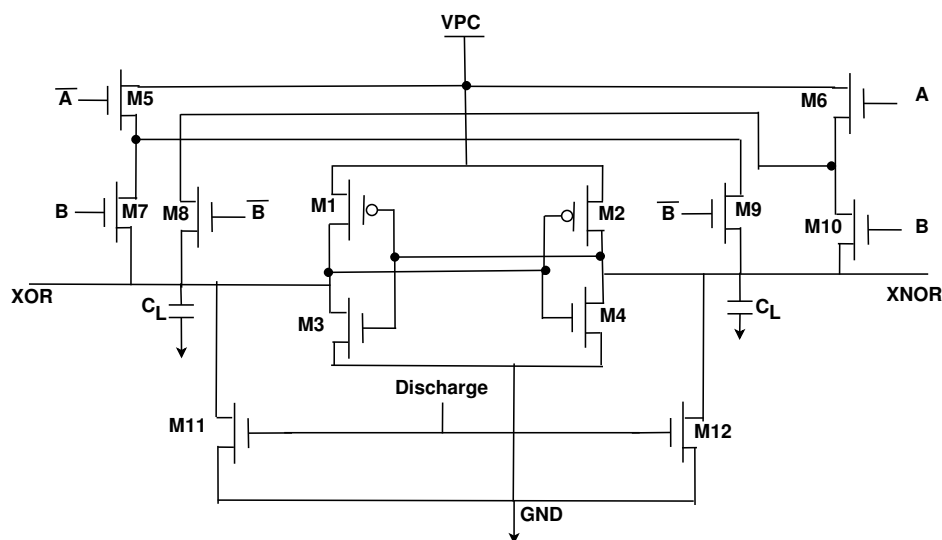 VPC
A M5 M6 A
B M7 M8 B M1 M2 B M9 M10 B
XOR XNOR
CL M3 M4 CL
Discharge
M11 M12
GND